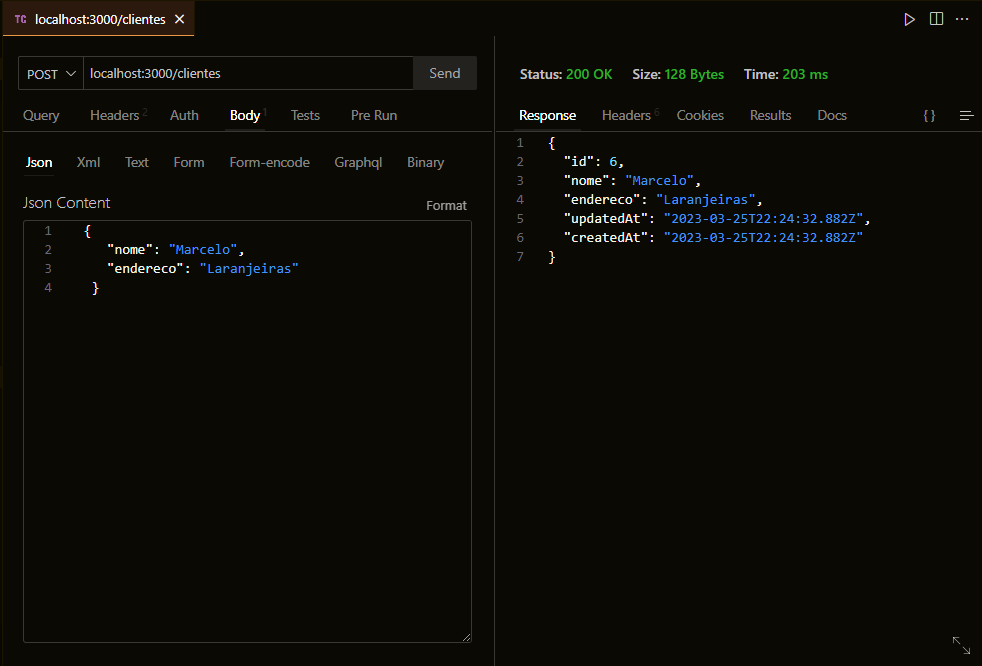 TC localhost:3000/clientes
POST localhost:3000/clientes Send
Query Headers 2 Auth Body 1 Tests Pre Run
Json Xml Text Form Form-encode Graphql Binary
Json Content Format
1 {
2 "nome": "Marcelo",
3 "endereco": "Laranjeiras"
4 }
Status: 200 OK Size: 128 Bytes Time: 203 ms
Response Headers 6 Cookies Results Docs { }
1 {
2 "id": 6,
3 "nome": "Marcelo",
4 "endereco": "Laranjeiras",
5 "updatedAt": "2023-03-25T22:24:32.882Z",
6 "createdAt": "2023-03-25T22:24:32.882Z"
7 }